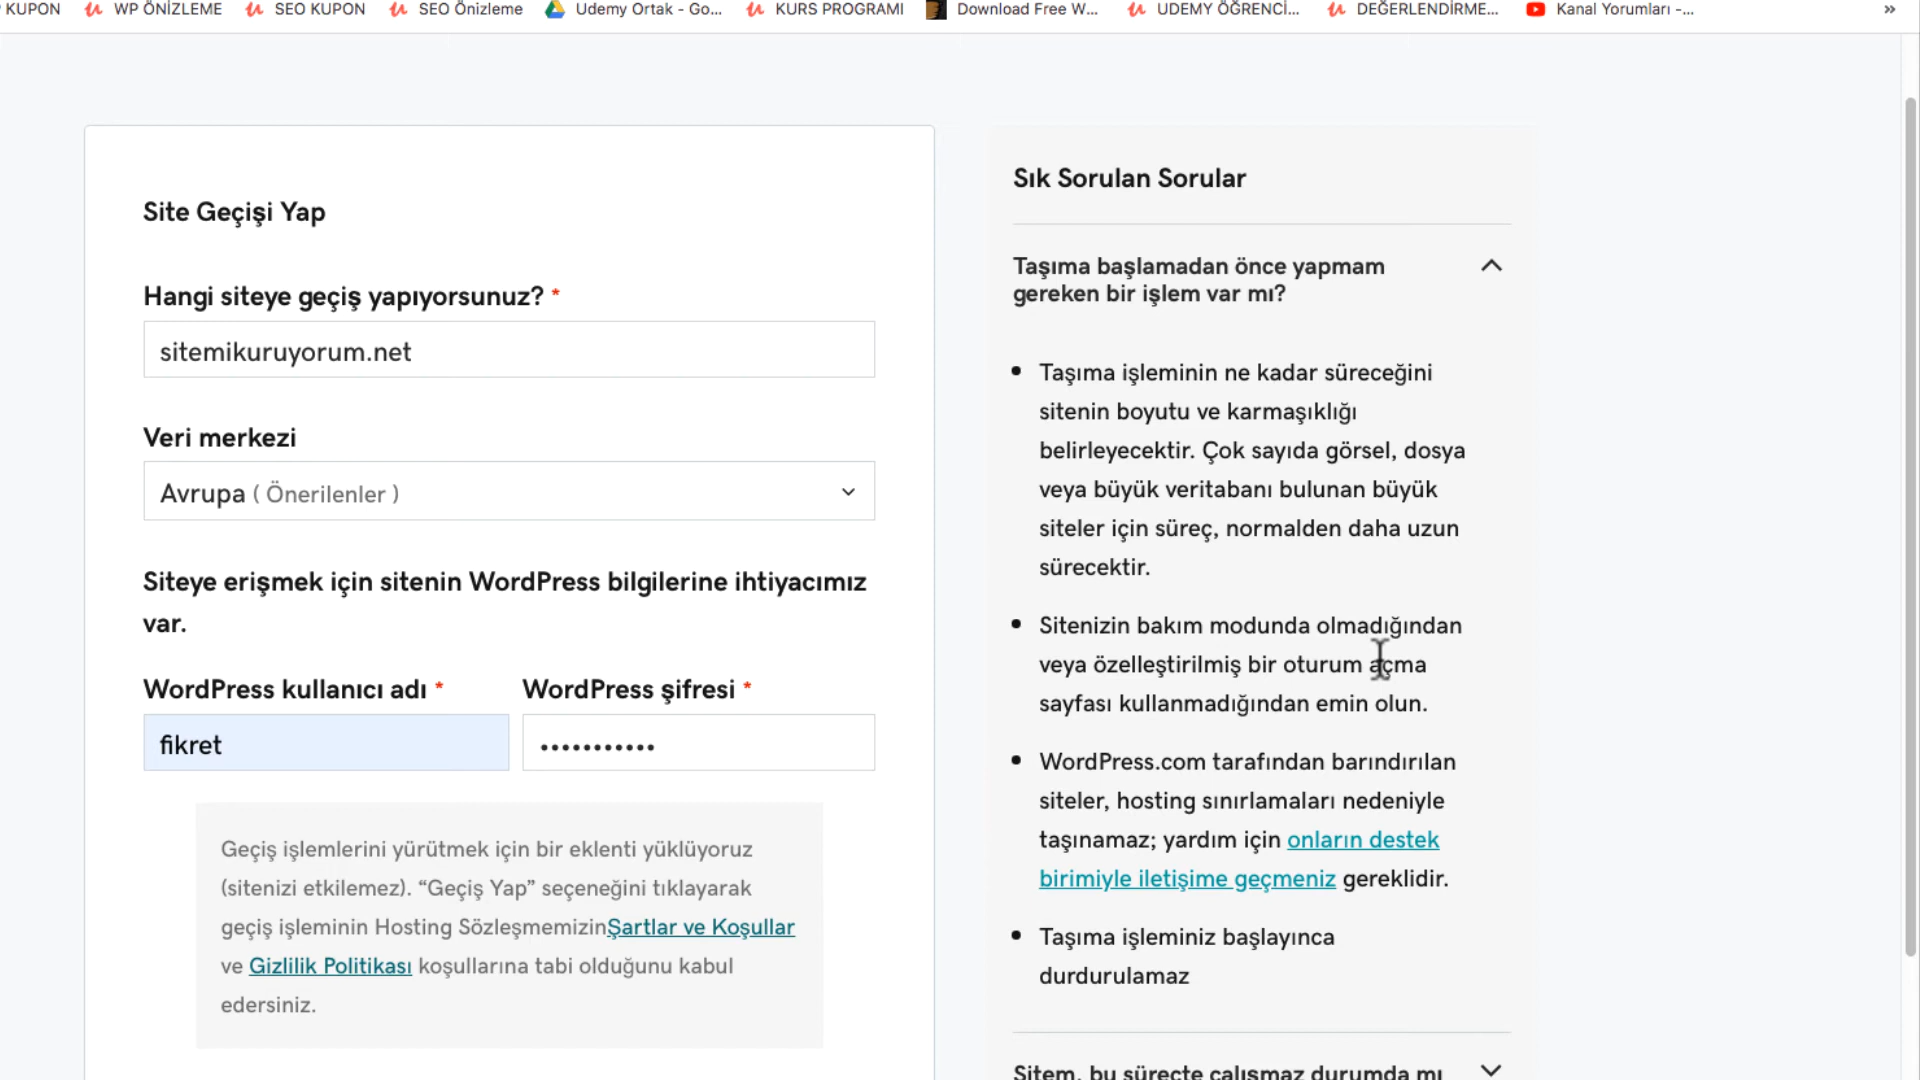 KUPON
WP ÖNİZLEME
SEO KUPON
SEO Önizleme
Udemy Ortak - Go...
KURS PROGRAMI
Download Free W...
UDEMY ÖĞRENCİ...
DEĞERLENDİRME...
Kanal Yorumları -...
»
Site Geçişi Yap
Hangi siteye geçiş yapıyorsunuz? *
sitemikuruyorum.net
Veri merkezi
Avrupa ( Önerilenler )
Siteye erişmek için sitenin WordPress bilgilerine ihtiyacımız
var.
WordPress kullanıcı adı *
WordPress şifresi *
fikret
•••••••••••
Geçiş işlemlerini yürütmek için bir eklenti yüklüyoruz
(sitenizi etkilemez). “Geçiş Yap” seçeneğini tıklayarak
geçiş işleminin Hosting SözleşmemizinŞartlar ve Koşullar
ve Gizlilik Politikası koşullarına tabi olduğunu kabul
edersiniz.
Sık Sorulan Sorular
Taşıma başlamadan önce yapmam
gereken bir işlem var mı?
• Taşıma işleminin ne kadar süreceğini
sitenin boyutu ve karmaşıklığı
belirleyecektir. Çok sayıda görsel, dosya
veya büyük veritabanı bulunan büyük
siteler için süreç, normalden daha uzun
sürecektir.
• Sitenizin bakım modunda olmadığından
veya özelleştirilmiş bir oturum açma
sayfası kullanmadığından emin olun.
• WordPress.com tarafından barındırılan
siteler, hosting sınırlamaları nedeniyle
taşınamaz; yardım için onların destek
birimiyle iletişime geçmeniz gereklidir.
• Taşıma işleminiz başlayınca
durdurulamaz
Sitem, bu süreçte çalışmaz durumda mı